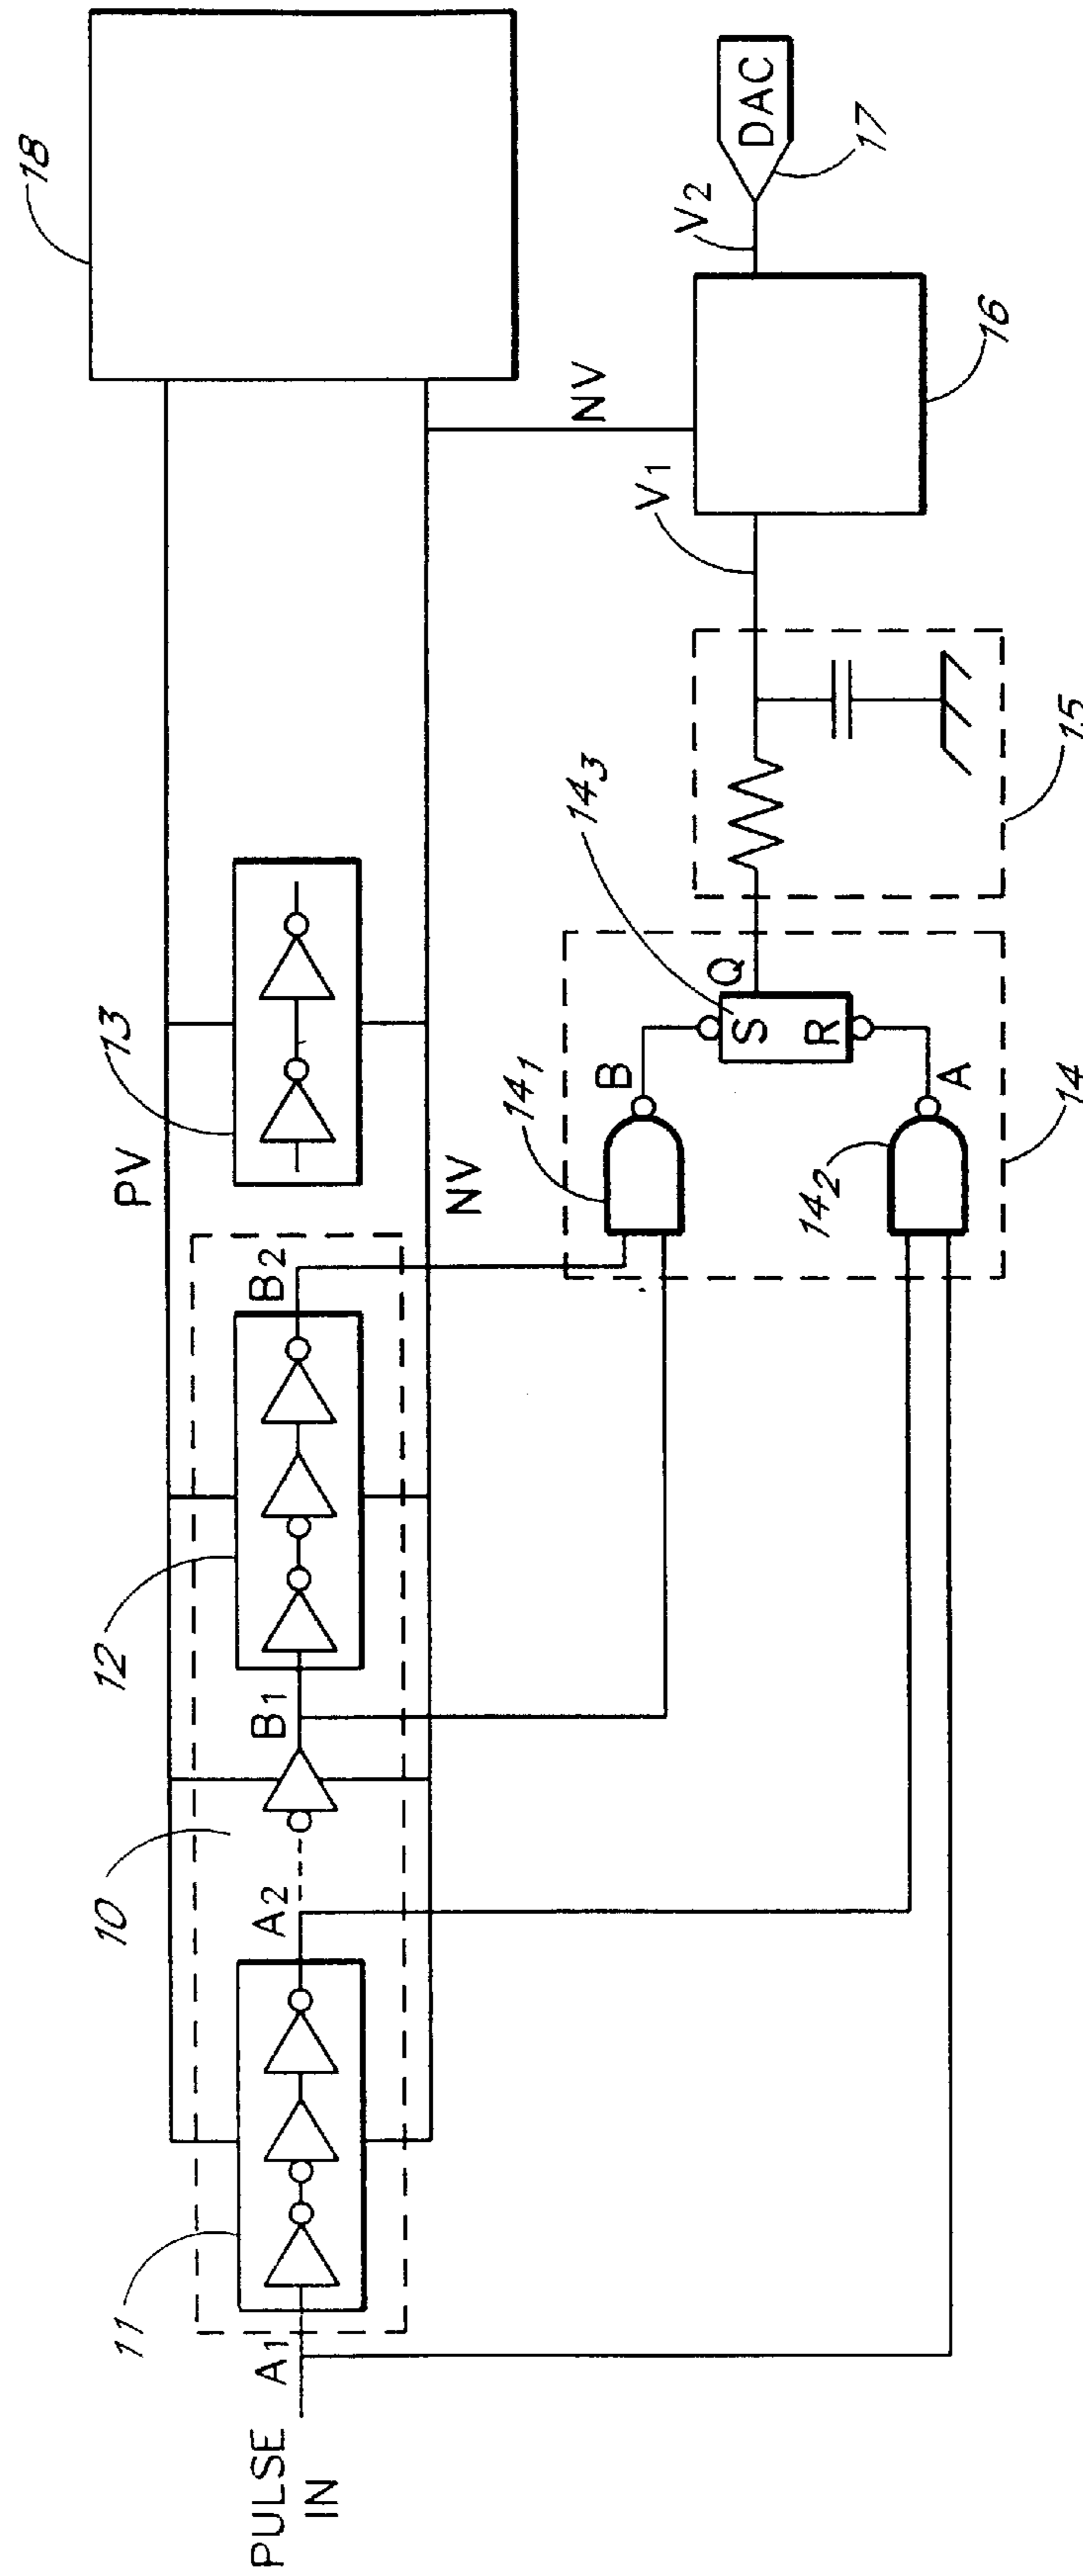 PULSE
IN
A1
11
A2
10
B1
12
B2
PV
13
NV
18
NV
14₁
B
14₂
A
S
R
Q
14₃
14
15
V1
16
V2
DAC
17